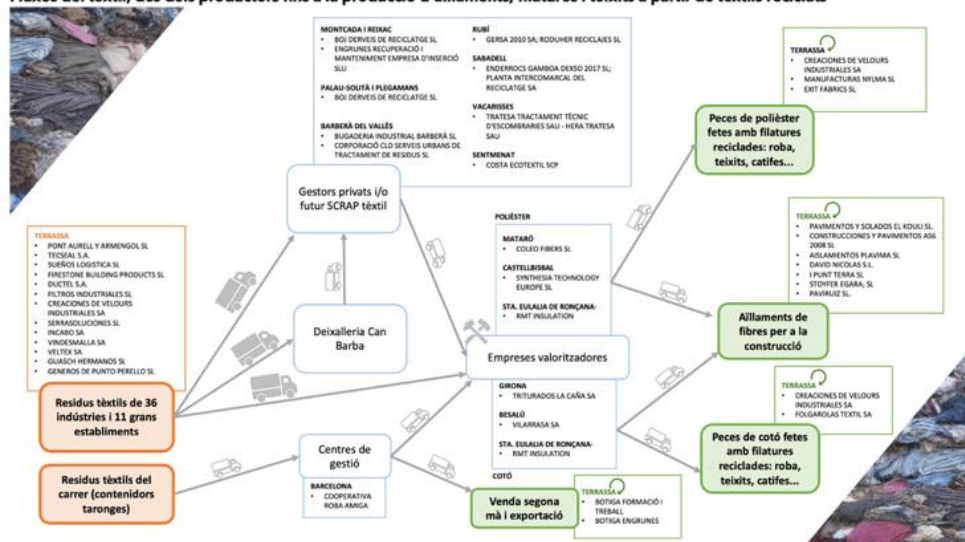 Fluxos del tèxtil, des dels productors fins a la producció d'aïllaments, matures i teixits a partir de tèxtils reciclats
MONTCADA I REIXAC
• BOJ DERVEIS DE RECICLATGE SL
• ENGRUNES RECUPERACIÓ I
MANTENIMENT EMPRESA D'INSERCIÓ
SLU
PALAU-SOLITÀ I PLEGAMANS
• BOJ DERVEIS DE RECICLATGE SL
BARBERÀ DEL VALLÈS
• BUGADERIA INDUSTRIAL BARBERÀ SL
• CORPORACIÓ CLD SERVEIS URBANS DE
TRACTAMENT DE RESIDUS SL
RUBÍ
• GERSA 2010 SA; RODUHER RECICLAJES SL
SABADELL
• ENDERROCS GAMBOA DEKSO 2017 SL;
PLANTA INTERCOMARCAL DEL
RECICLATGE SA
VACARISSES
• TRATESA TRACTAMENT TÈCNIC
D'ESCOMBRARIES SAU - HERA TRATESA
SAU
SENTMENAT
• COSTA ECOTEXTIL SCP
TERRASSA
• CREACIONES DE VELOURS
INDUSTRIALES SA
• MANUFACTURAS NYLMA SL
• EXIT FABRICS SL
Peces de polièster
fetes amb filatures
reciclades: roba,
teixits, catifes...
Gestors privats i/o
futur SCRAP tèxtil
TERRASSA
• PONT AURELL Y ARMENGOL SL
• TECSEAL S.A.
• SUEÑOS LOGISTICA SL
• FIRESTONE BUILDING PRODUCTS SL
• DUCTEL S.A.
• FILTROS INDUSTRIALES SL
• CREACIONES DE VELOURS
INDUSTRIALES SA
• SERRASOLUCIONES SL
• INCABO SA
• VINDESMALLA SA
• VELTEX SA
• GUASCH HERMANOS SL
• GENEROS DE PUNTO PERELLO SL
POLIÈSTER
MATARÓ
• COLEO FIBERS SL
CASTELLBISBAL
• SYNTHESIA TECHNOLOGY
EUROPE SL
STA. EULALIA DE RONÇANA-
• RMT INSULATION
TERRASSA
• PAVIMENTOS Y SOLADOS EL KDUU SL
• CONSTRUCCIONES Y PAVIMENTOS AS6
2008 SL
• AISLAMIENTOS PLAVIMA SL
• DAVID NICOLAS S.L.
• I PUNT TERRA SL
• STOYFER EGARA, SL
• PAVIRUIZ SL.
Deixalleria Can
Barba
Empreses valoritzadores
Aïllaments de
fibres per a la
construcció
Residus tèxtils de 36
indústries i 11 grans
establiments
GIRONA
• TRITURADOS LA CAÑA SA
BESALÚ
• VILARRASA SA
STA. EULALIA DE RONÇANA-
• RMT INSULATION
COTÓ
TERRASSA
• CREACIONES DE VELOURS
INDUSTRIALES SA
• FOLGAROLAS TEXTIL SA
Peces de cotó fetes
amb filatures
reciclades: roba,
teixits, catifes...
Centres de
gestió
BARCELONA
• COOPERATIVA
ROBA AMIGA
Residus tèxtils del
carrer (contenidors
taronges)
Venda segona
mà i exportació
TERRASSA
• BOTIGA FORMACIÓ I
TREBALL
• BOTIGA ENGRUNES